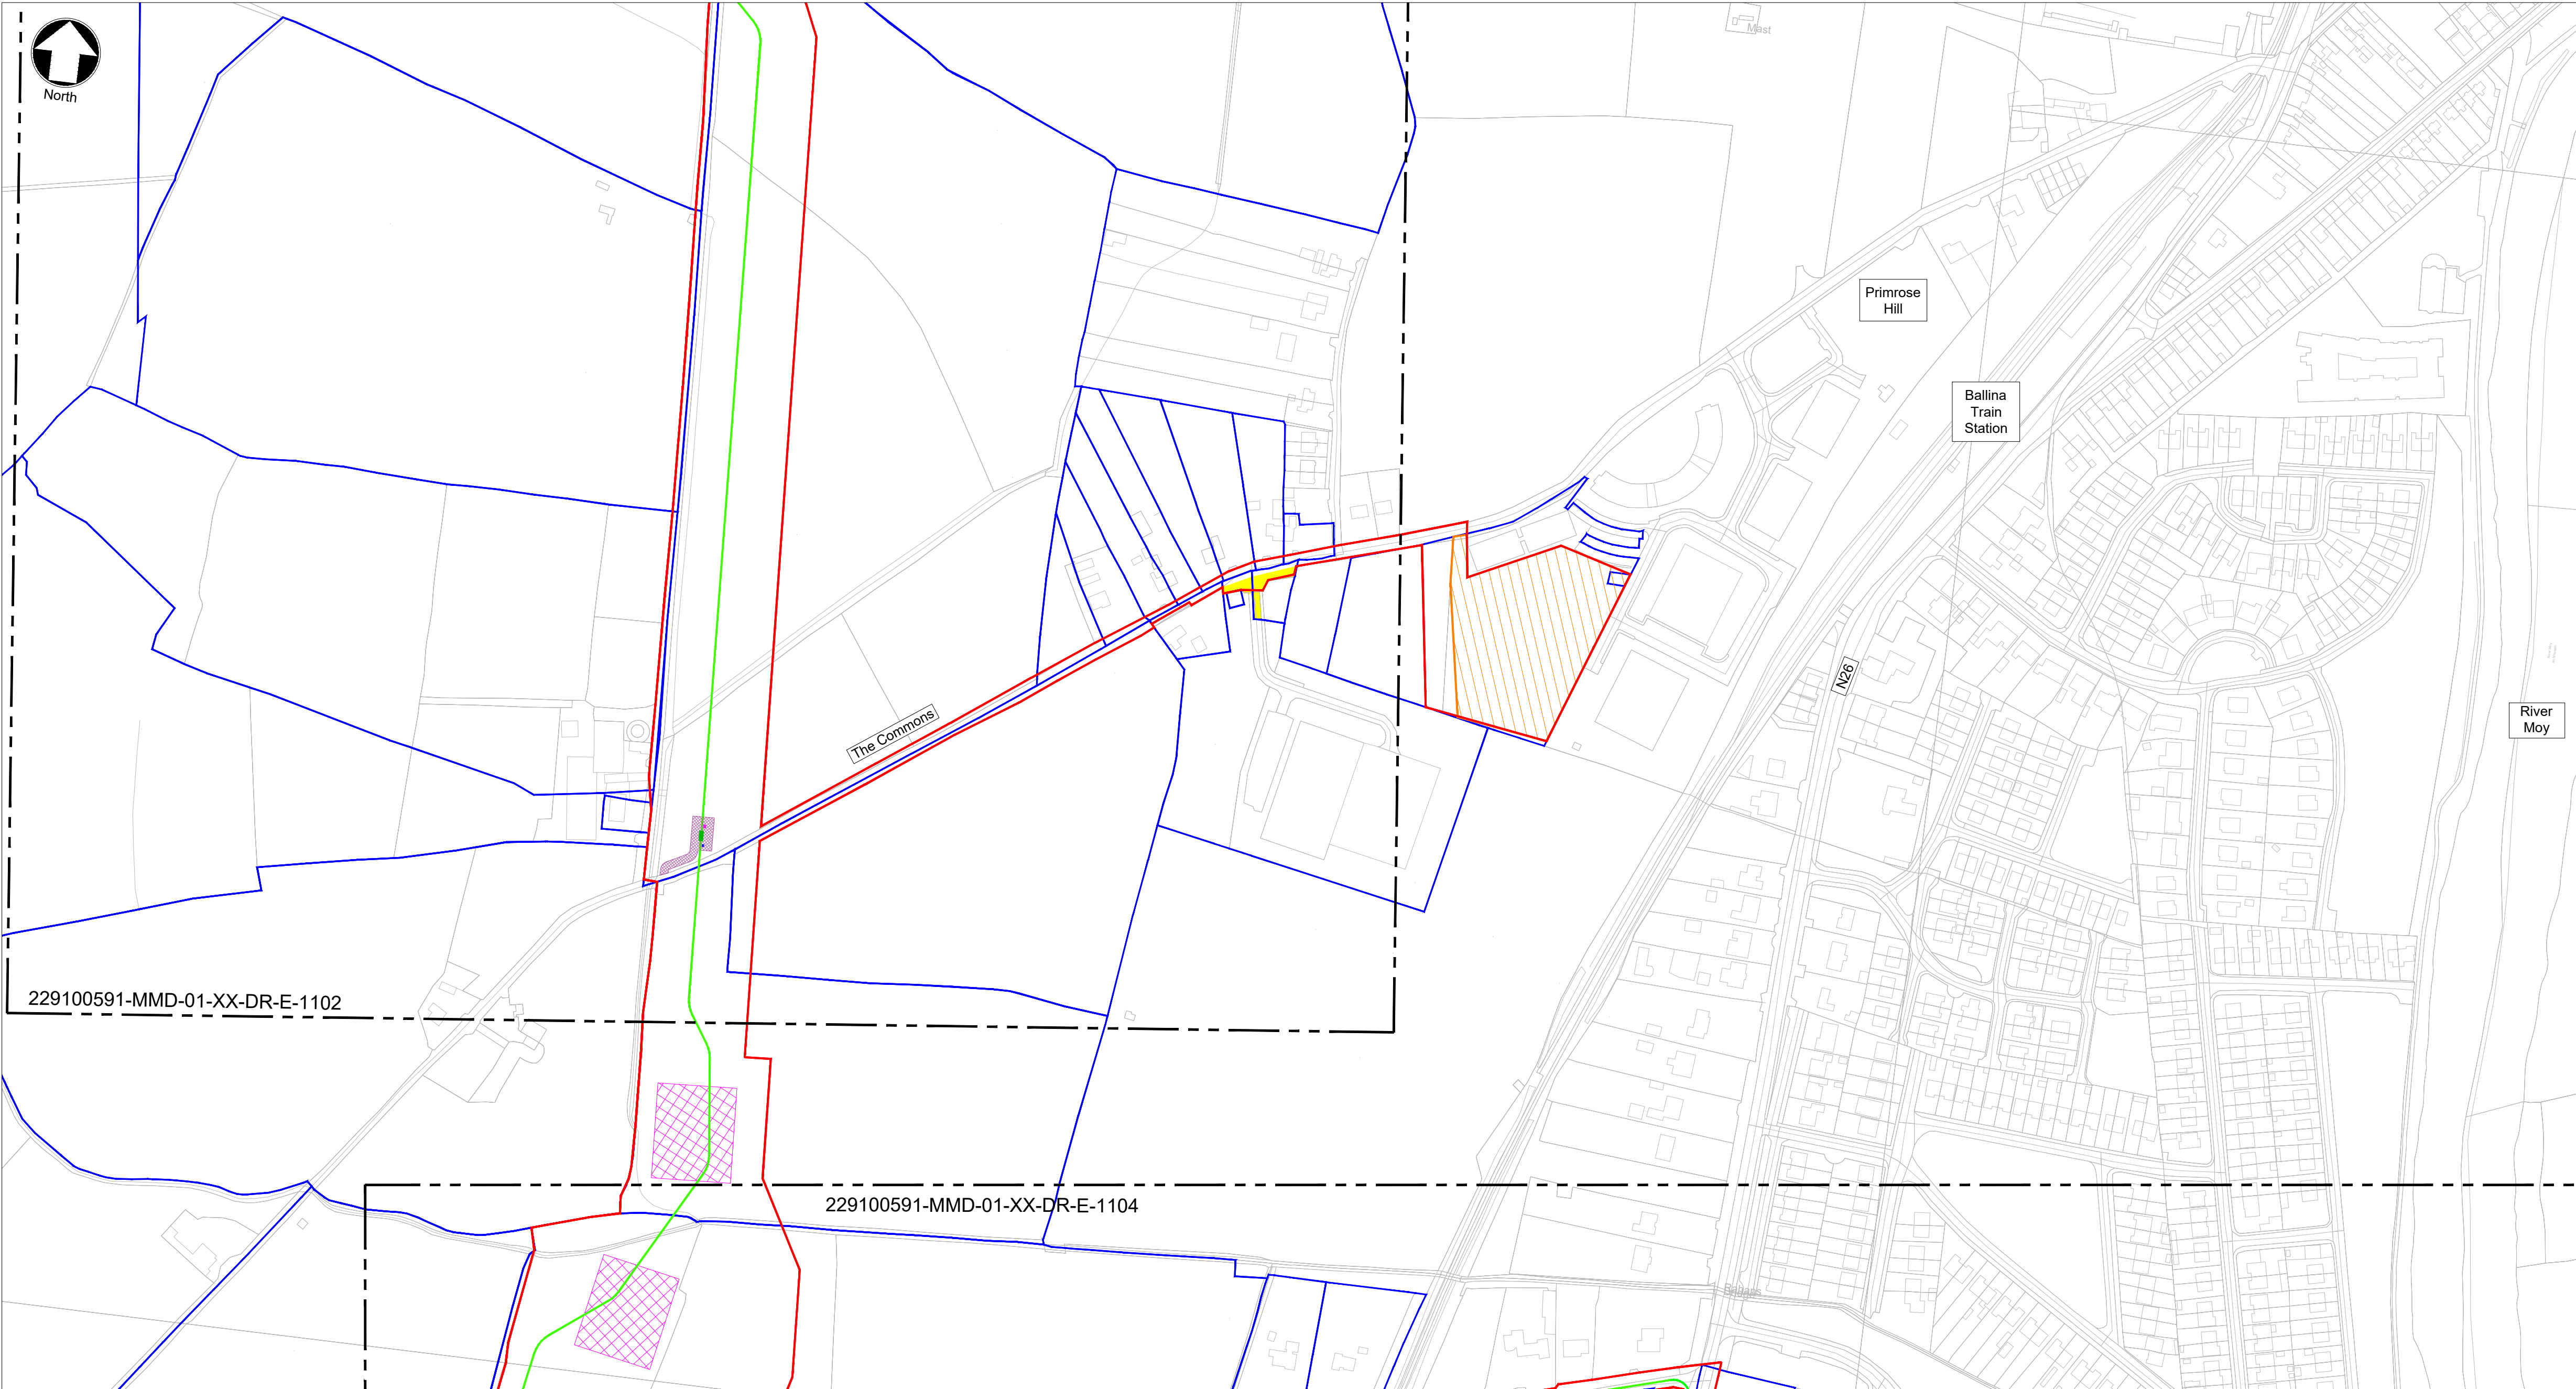 North
Mast
Primrose
Hill
Ballina
Train
Station
N26
River
Moy
The Commons
229100591-MMD-01-XX-DR-E-1102
229100591-MMD-01-XX-DR-E-1104